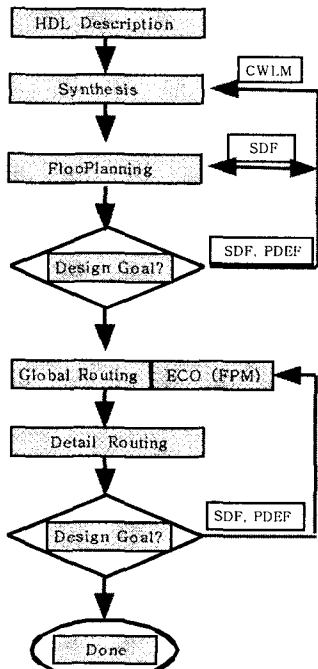 HDL Description
CWLM
Synthesis
SDF
FlooPlanning
SDF, PDEF
Design Goal?
Global Routing
ECO (FPM)
Detail Routing
SDF, PDEF
Design Goal?
Done